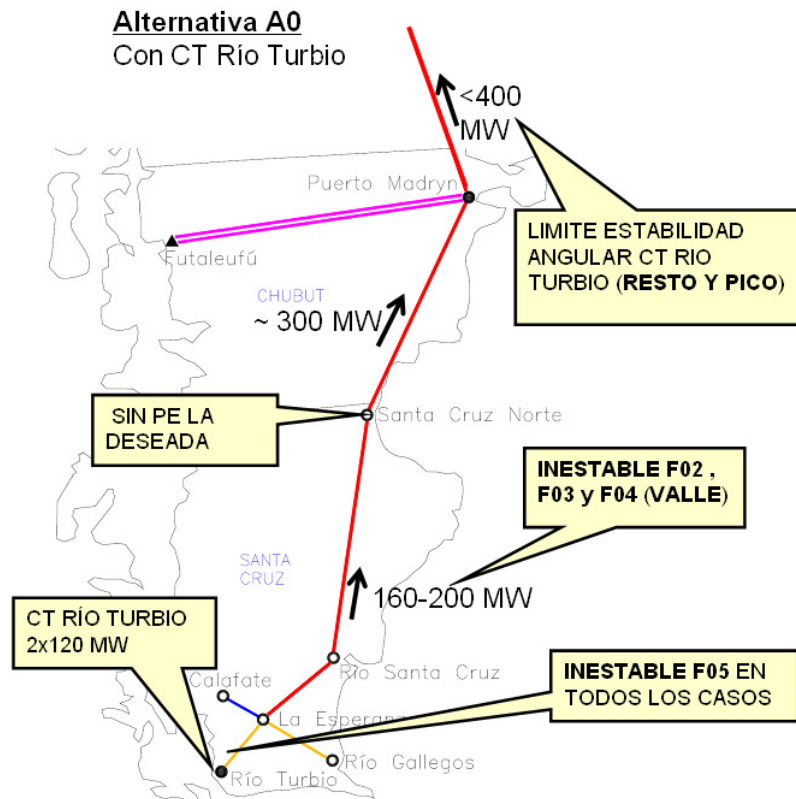 Alternativa A0
Con CT Río Turbio
<400
MW
Puerto Madryn
LIMITE ESTABILIDAD
ANGULAR CT RIO
TURBIO (RESTO Y PICO)
Futaleufú
CHUBUT
~ 300 MW
SIN PE LA
DESEADA
Santa Cruz Norte
INESTABLE F02 ,
F03 y F04 (VALLE)
SANTA
CRUZ
160-200 MW
CT RÍO TURBIO
2x120 MW
Río Santa Cruz
INESTABLE F05 EN
TODOS LOS CASOS
Calafate
La Esperan
Río Gallegos
Río Turbio